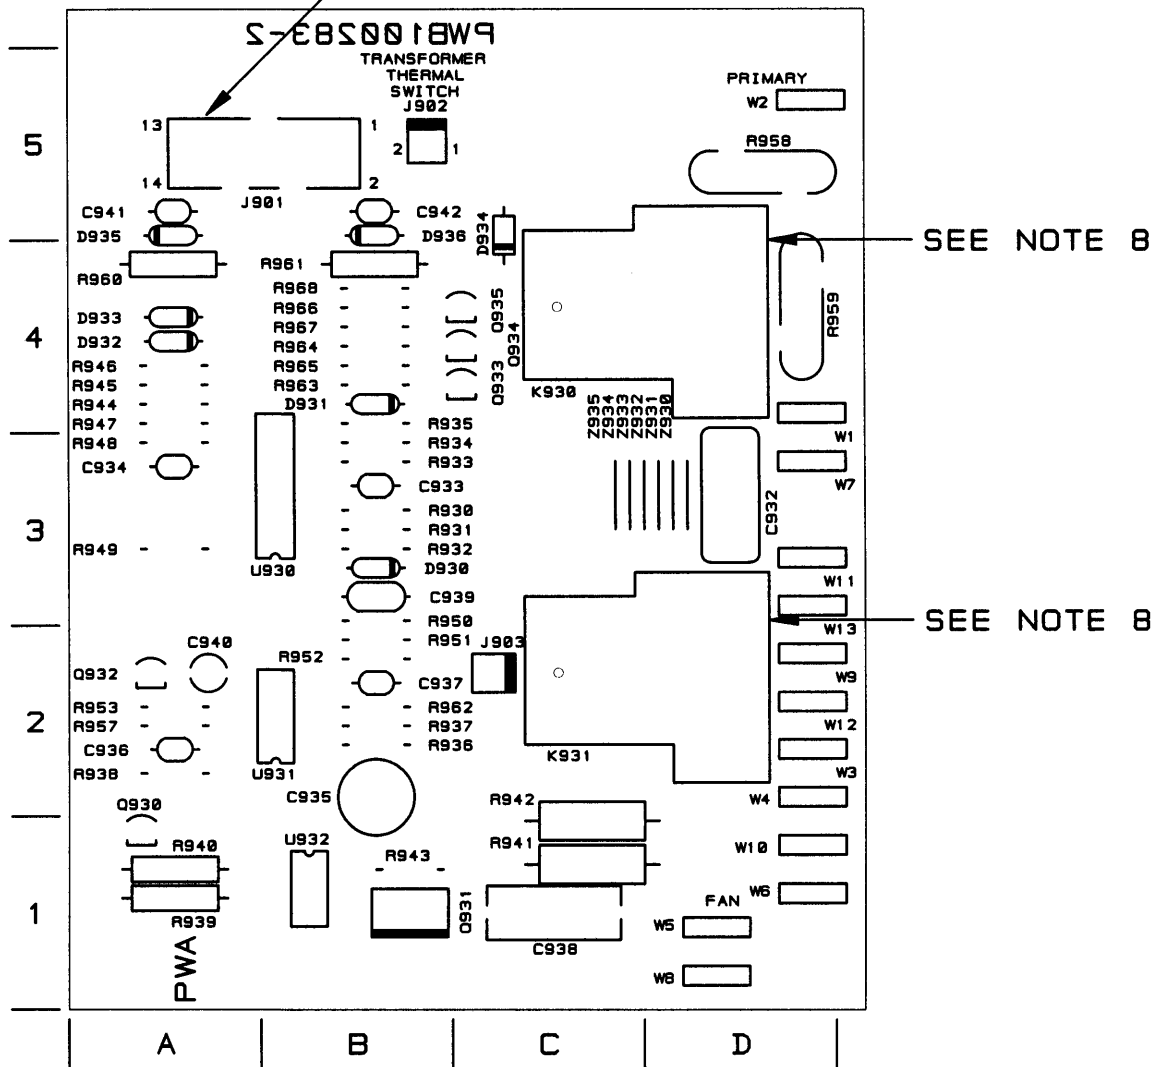 PWB100283-2
TRANSFORMER
THERMAL
SWITCH
J902
PRIMARY
W2
13
1
2
1
R958
5
14
2
J901
C941
C942
D934
D935
D936
SEE NOTE 8
R960
R961
R968
R966
R967
R964
R965
R963
Q935
Q934
Q933
R959
D933
4
D932
R946
R945
R944
R947
R948
D931
K930
Z935
Z934
Z933
Z932
Z931
Z930
R935
R934
R933
W1
C934
W7
C933
R930
R931
R932
C932
3
R949
U930
D930
W11
C939
R950
R951
SEE NOTE 8
W13
C940
J903
Q932
R952
W9
C937
R953
R957
R962
R937
R936
2
W12
C936
K931
R938
U931
W3
C935
R942
W4
Q930
U932
R940
R943
R941
W10
W6
1
R939
Q931
FAN
W5
C938
PWA
W8
A
B
C
D